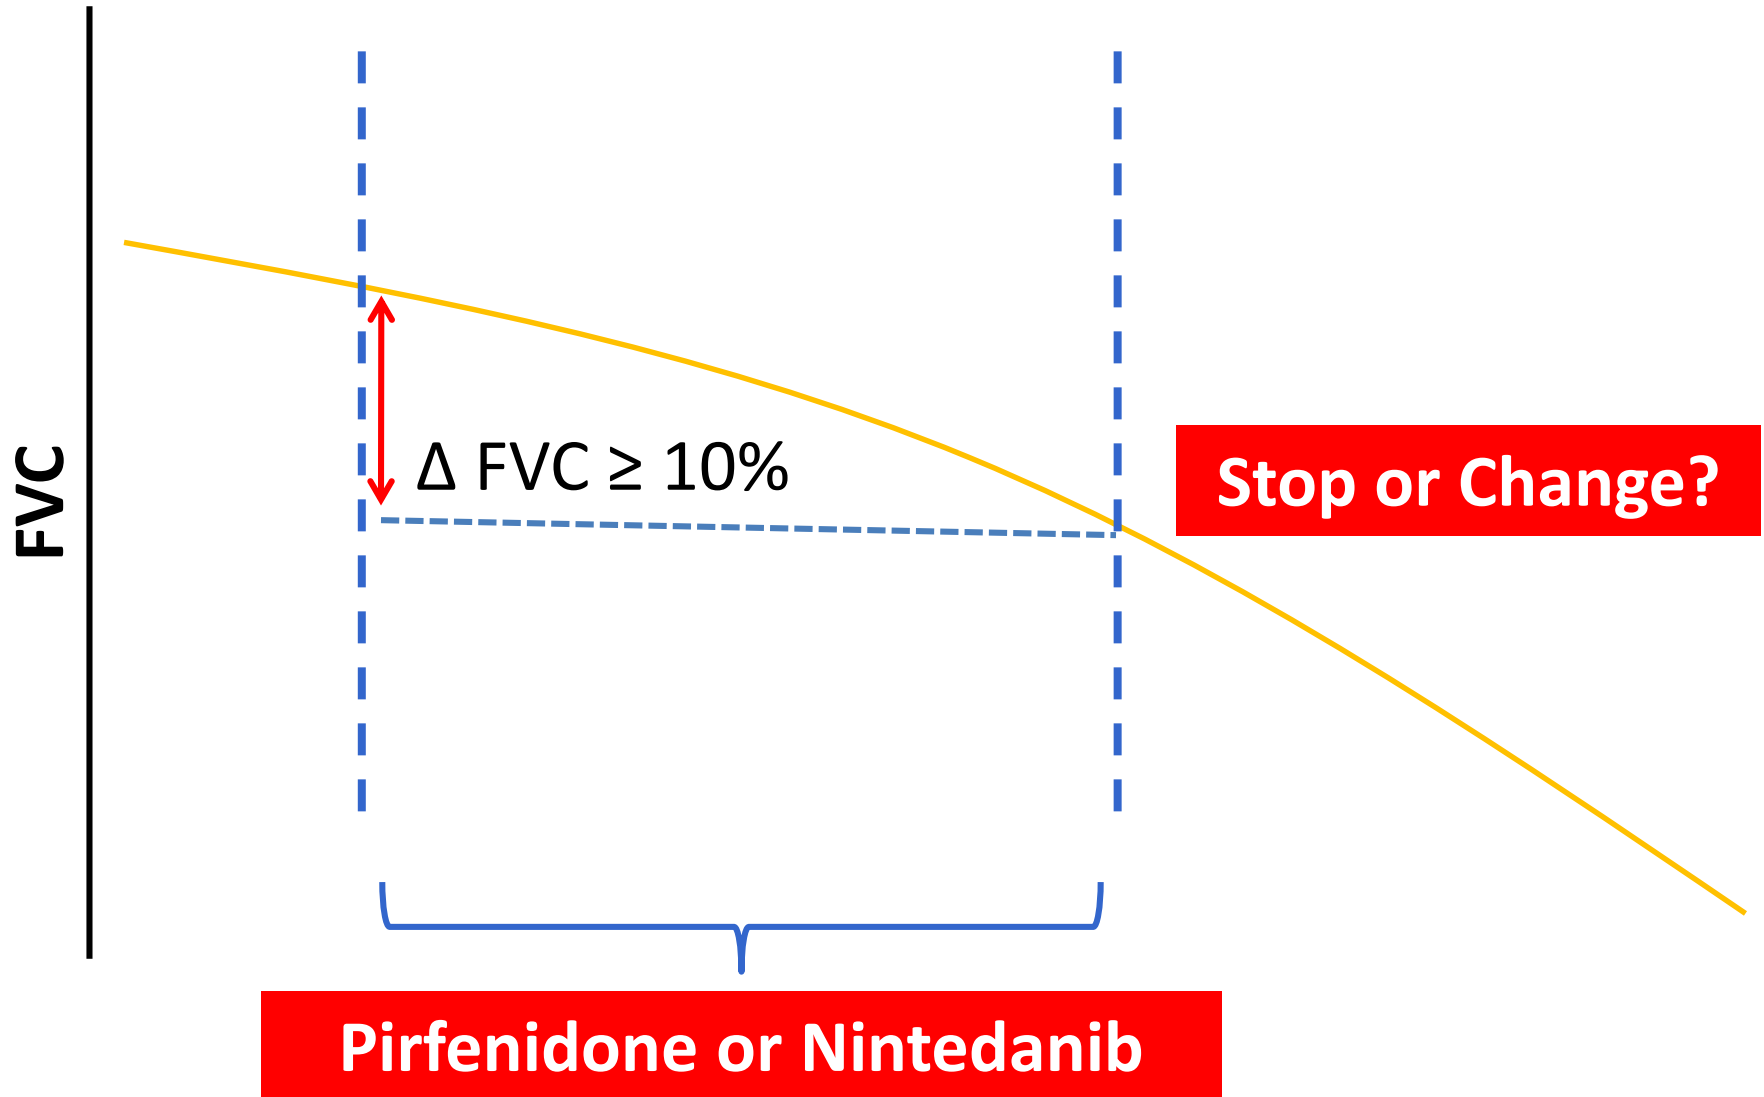 FVC
Δ FVC ≥ 10%
Stop or Change?
Pirfenidone or Nintedanib